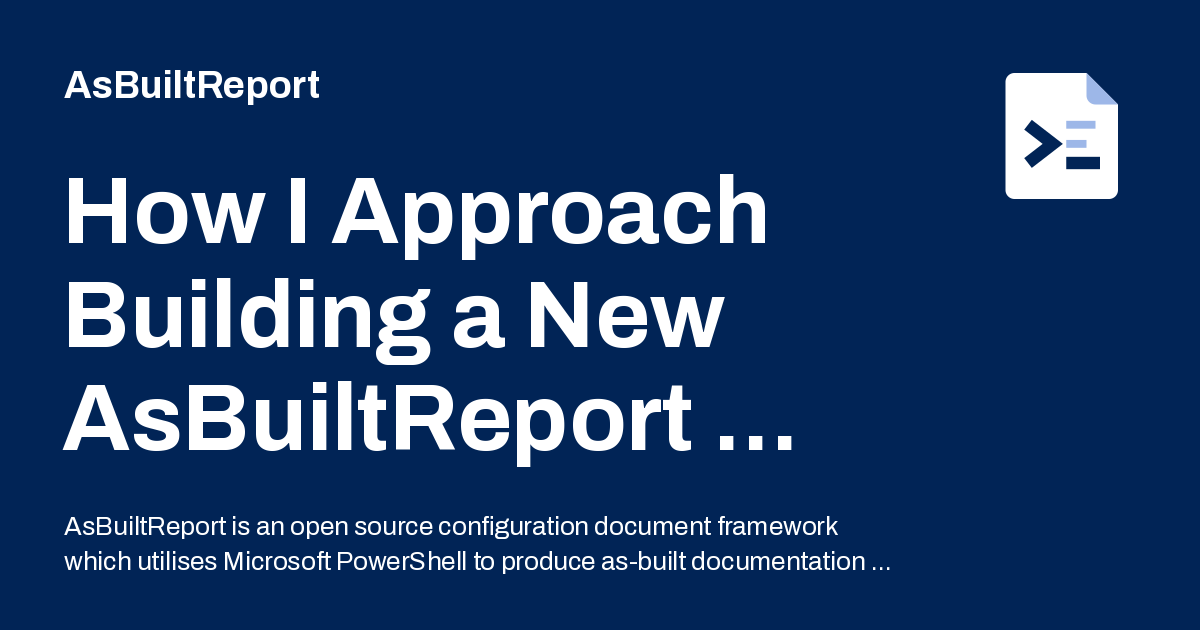 AsBuiltReport
How I Approach
Building a New
AsBuiltReport ...
AsBuiltReport is an open source configuration document framework
which utilises Microsoft PowerShell to produce as-built documentation ...